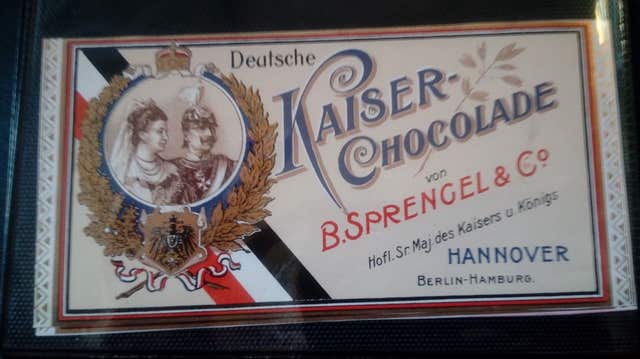 Deutsche
KAISER-
CHOCOLADE
von
B. SPRENGEL & Co
Hofl. Sr. Maj. des Kaisers u. Königs
HANNOVER
BERLIN-HAMBURG.